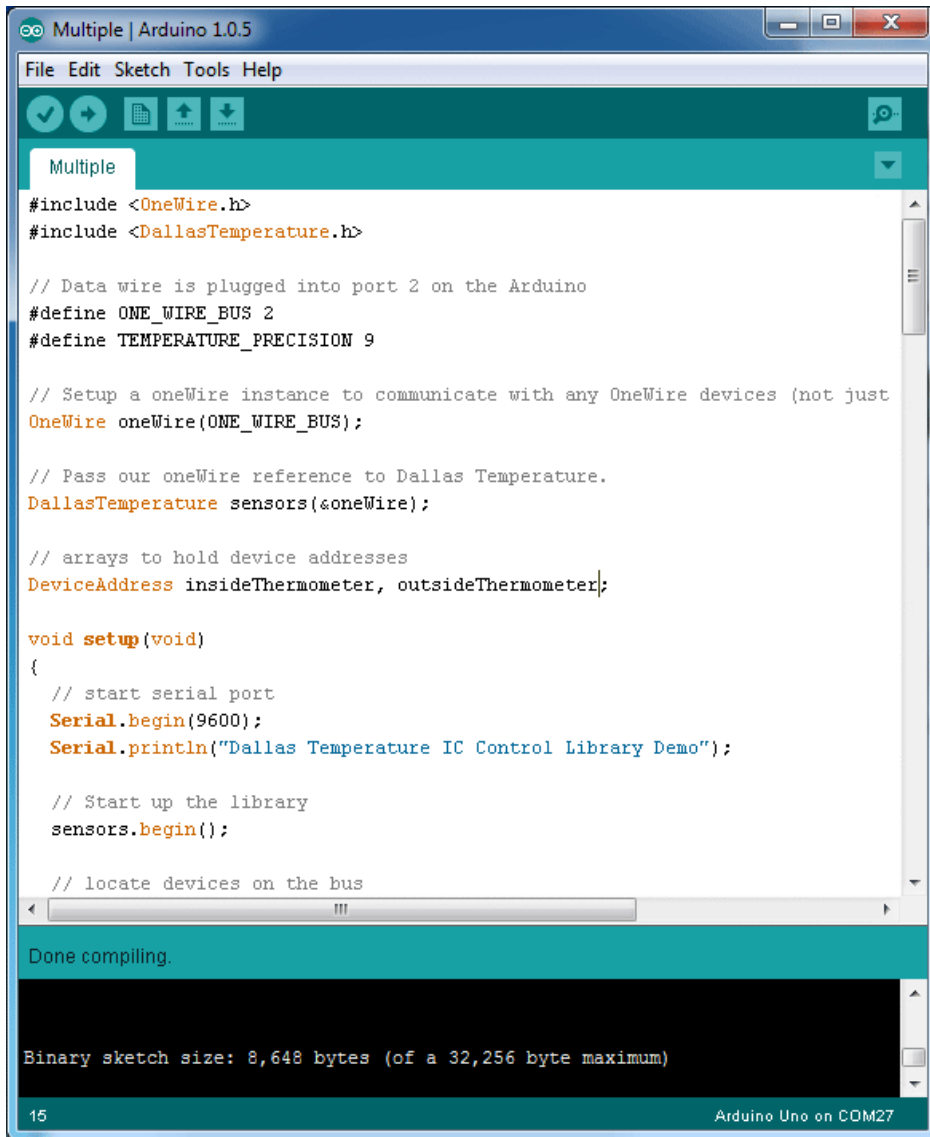 Multiple | Arduino 1.0.5
File Edit Sketch Tools Help
Multiple
#include <OneWire.h>
#include <DallasTemperature.h>
// Data wire is plugged into port 2 on the Arduino
#define ONE_WIRE_BUS 2
#define TEMPERATURE_PRECISION 9
// Setup a oneWire instance to communicate with any OneWire devices (not just
OneWire oneWire(ONE_WIRE_BUS);
// Pass our oneWire reference to Dallas Temperature.
DallasTemperature sensors(&oneWire);
// arrays to hold device addresses
DeviceAddress insideThermometer, outsideThermometer;
void setup(void)
{
  // start serial port
  Serial.begin(9600);
  Serial.println("Dallas Temperature IC Control Library Demo");
  // Start up the library
  sensors.begin();
  // locate devices on the bus
Done compiling.
Binary sketch size: 8,648 bytes (of a 32,256 byte maximum)
15 Arduino Uno on COM27